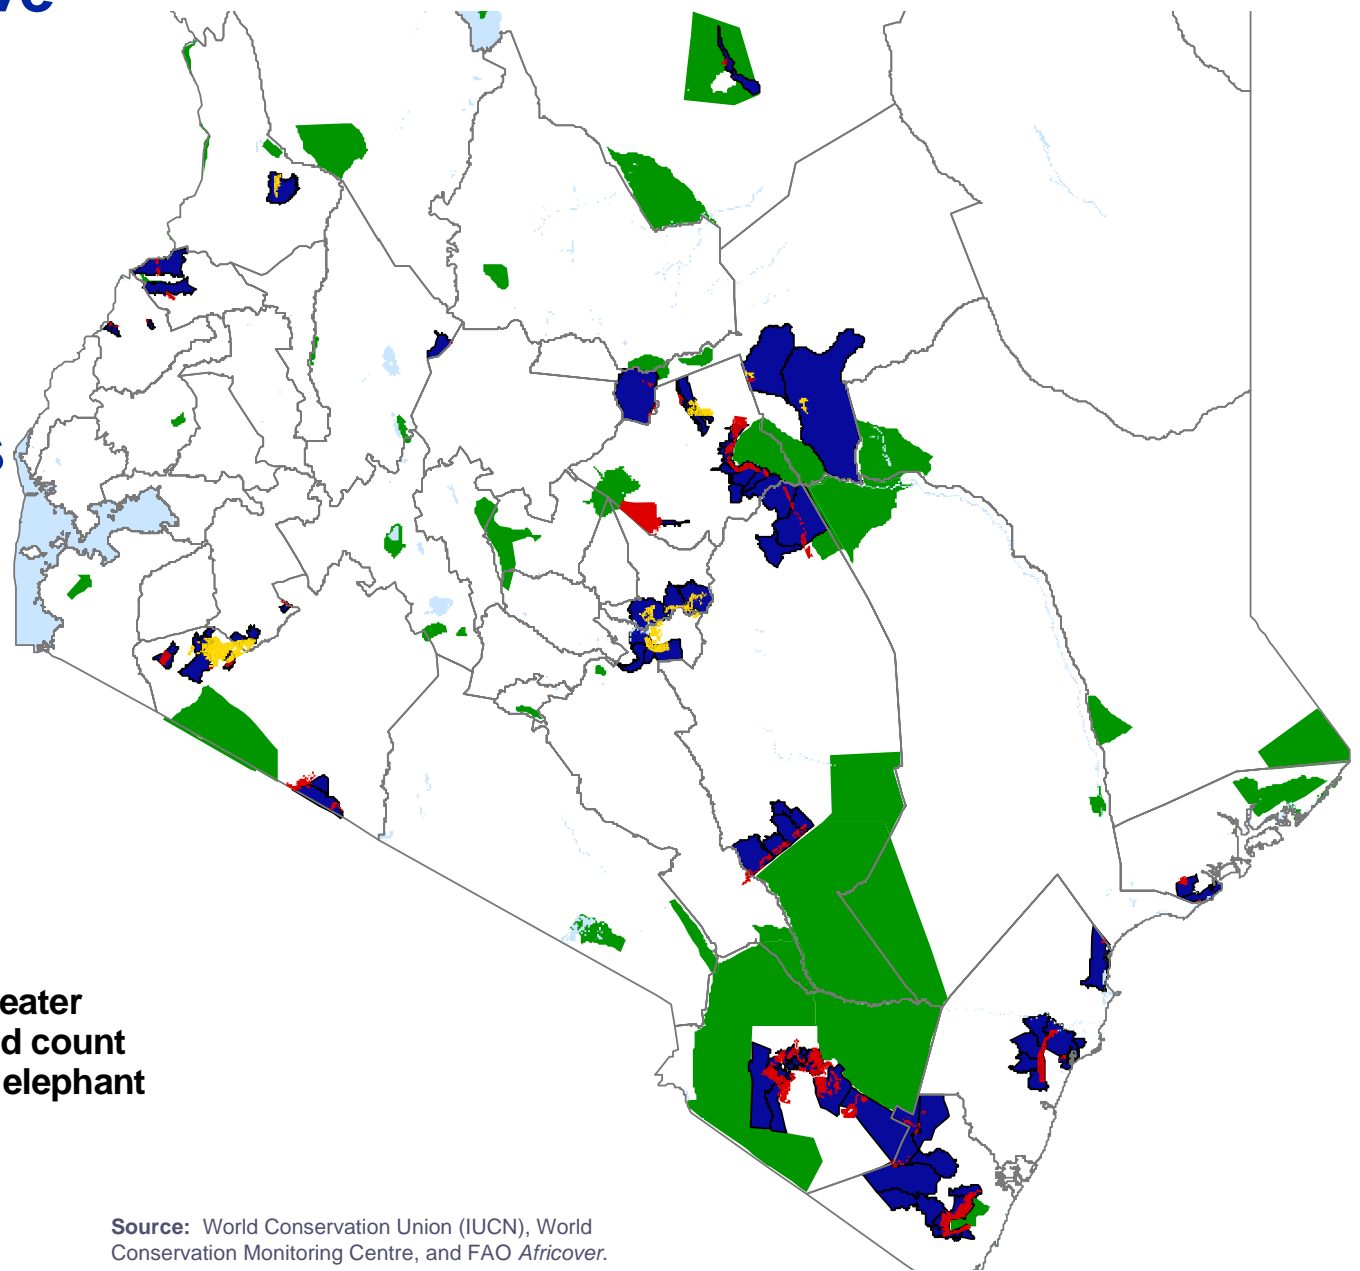 eater
d count
elephant
Source: World Conservation Union (IUCN), World
Conservation Monitoring Centre, and FAO Africover.